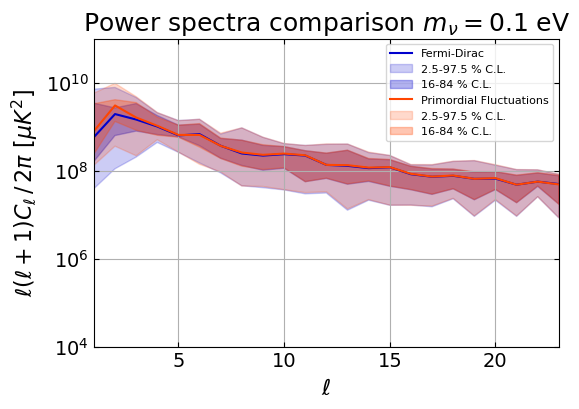 Power spectra comparison $m_\nu = 0.1$ eV
Fermi-Dirac
2.5-97.5 % C.L.
16-84 % C.L.
Primordial Fluctuations
2.5-97.5 % C.L.
16-84 % C.L.
$\ell(\ell+1)C_\ell\,/\,2\pi\ [\mu K^2]$
$10^{10}$
$10^8$
$10^6$
$10^4$
5 10 15 20
$\ell$